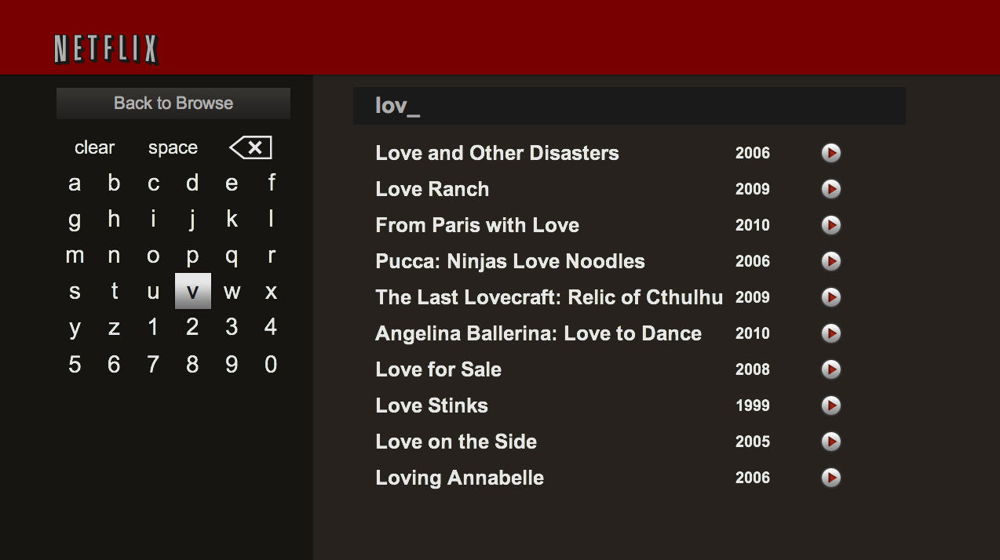 NETFLIX
Back to Browse
clear space
a b c d e f
g h i j k l
m n o p q r
s t u v w x
y z 1 2 3 4
5 6 7 8 9 0
lov_
Love and Other Disasters 2006
Love Ranch 2009
From Paris with Love 2010
Pucca: Ninjas Love Noodles 2006
The Last Lovecraft: Relic of Cthulhu 2009
Angelina Ballerina: Love to Dance 2010
Love for Sale 2008
Love Stinks 1999
Love on the Side 2005
Loving Annabelle 2006